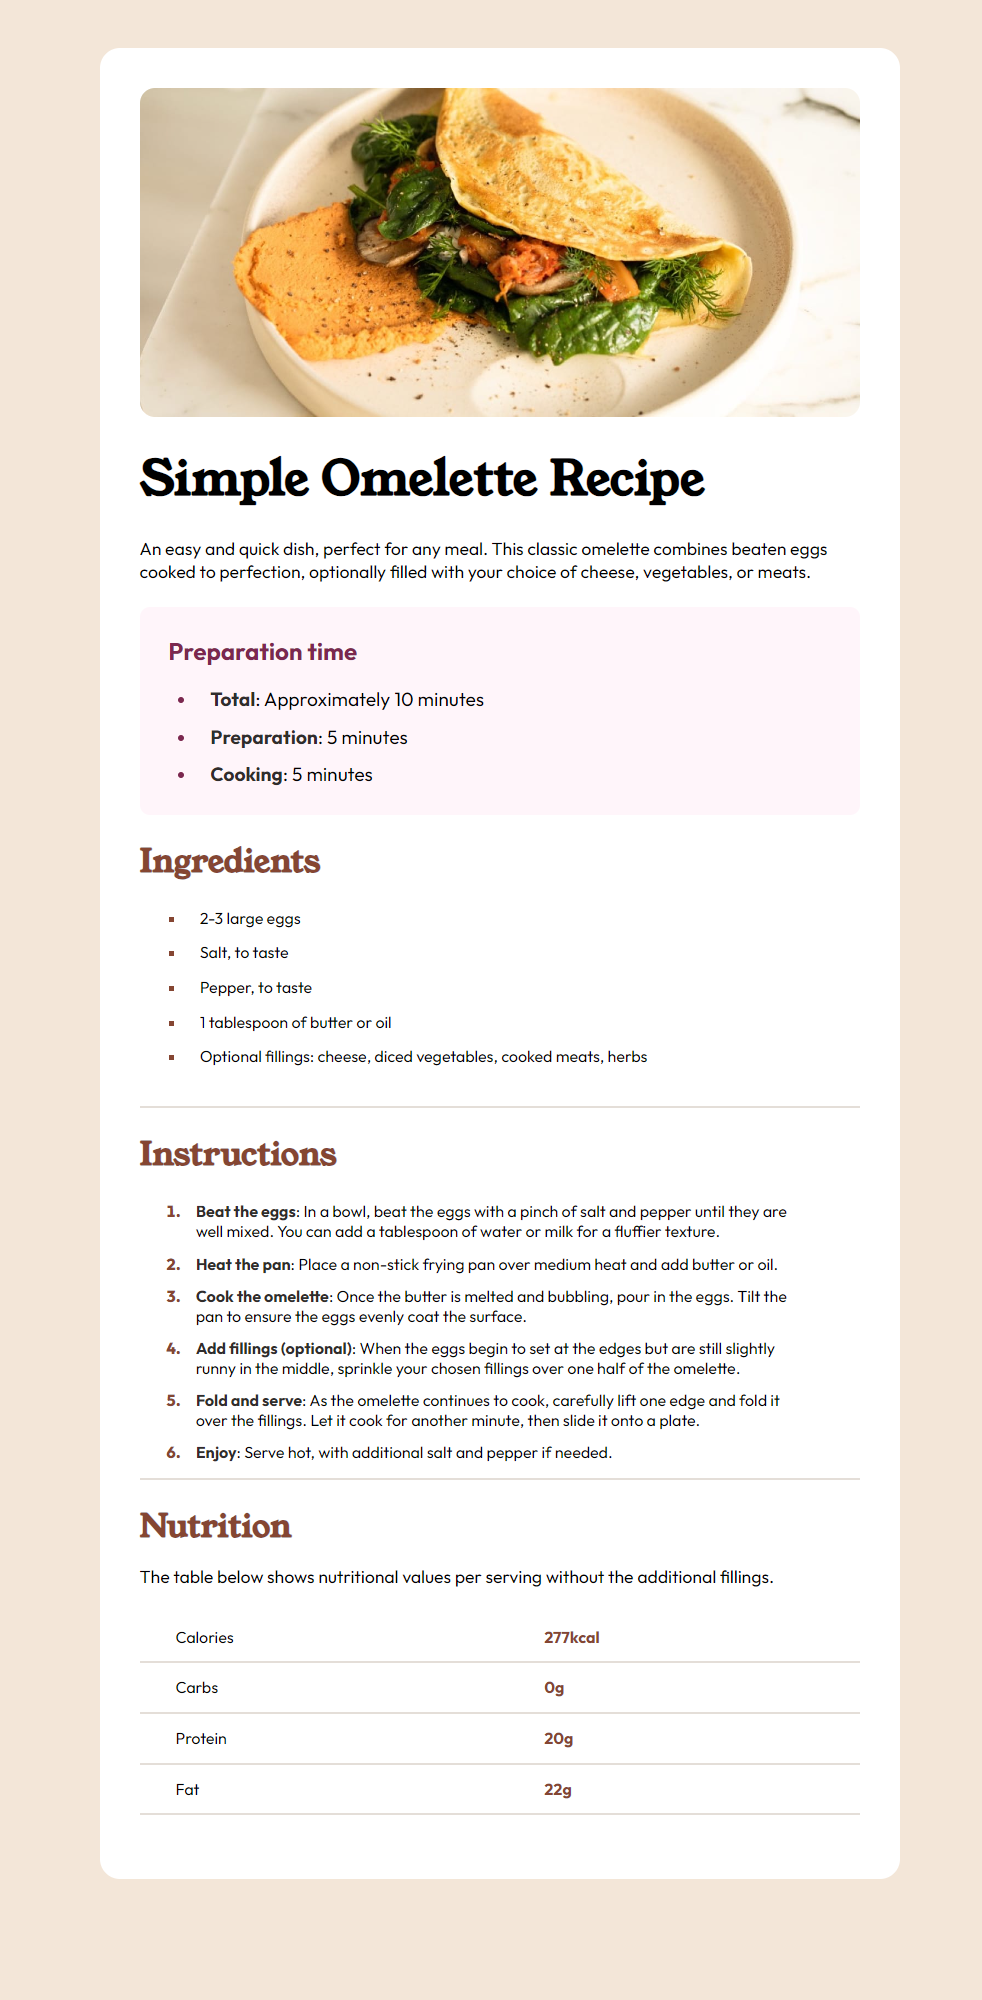 Simple Omelette Recipe
An easy and quick dish, perfect for any meal. This classic omelette combines beaten eggs
cooked to perfection, optionally filled with your choice of cheese, vegetables, or meats.
Preparation time
• Total: Approximately 10 minutes
• Preparation: 5 minutes
• Cooking: 5 minutes
Ingredients
▪ 2-3 large eggs
▪ Salt, to taste
▪ Pepper, to taste
▪ 1 tablespoon of butter or oil
▪ Optional fillings: cheese, diced vegetables, cooked meats, herbs
Instructions
1. Beat the eggs: In a bowl, beat the eggs with a pinch of salt and pepper until they are
well mixed. You can add a tablespoon of water or milk for a fluffier texture.
2. Heat the pan: Place a non-stick frying pan over medium heat and add butter or oil.
3. Cook the omelette: Once the butter is melted and bubbling, pour in the eggs. Tilt the
pan to ensure the eggs evenly coat the surface.
4. Add fillings (optional): When the eggs begin to set at the edges but are still slightly
runny in the middle, sprinkle your chosen fillings over one half of the omelette.
5. Fold and serve: As the omelette continues to cook, carefully lift one edge and fold it
over the fillings. Let it cook for another minute, then slide it onto a plate.
6. Enjoy: Serve hot, with additional salt and pepper if needed.
Nutrition
The table below shows nutritional values per serving without the additional fillings.
Calories 277kcal
Carbs 0g
Protein 20g
Fat 22g